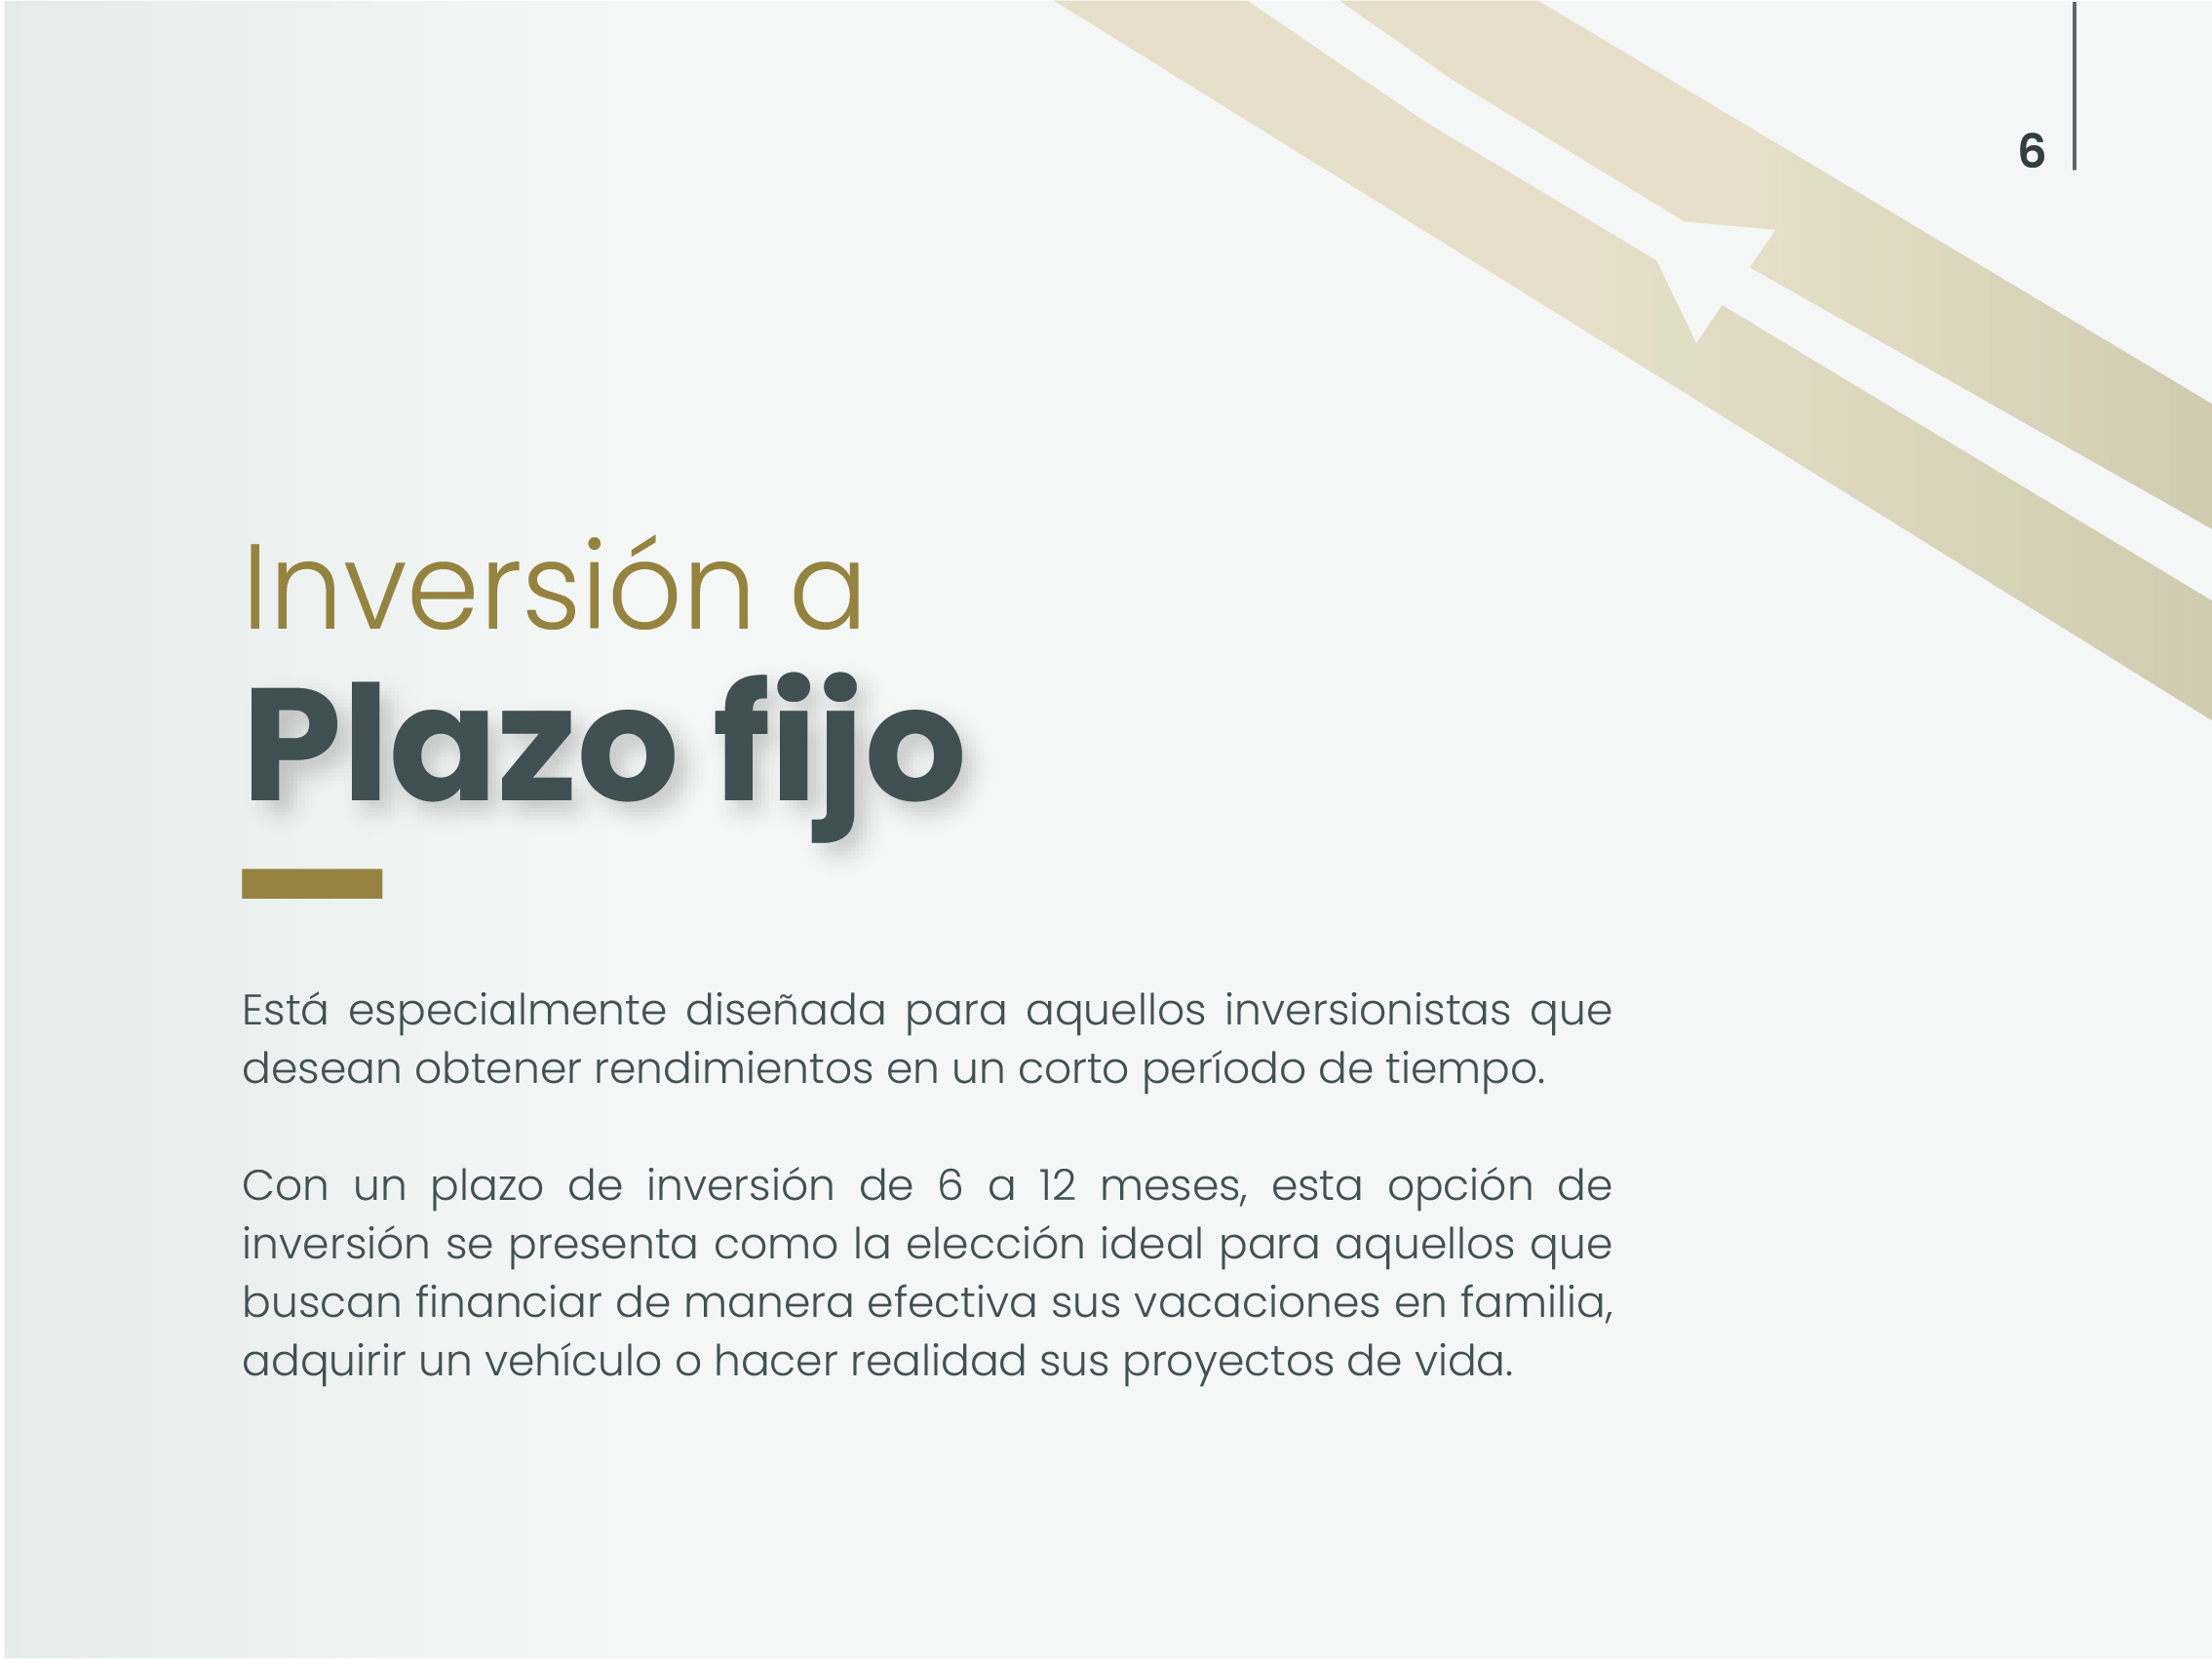 6
Inversión a
Plazo fijo
Está especialmente diseñada para aquellos inversionistas que
desean obtener rendimientos en un corto período de tiempo.
Con un plazo de inversión de 6 a 12 meses, esta opción de
inversión se presenta como la elección ideal para aquellos que
buscan financiar de manera efectiva sus vacaciones en familia,
adquirir un vehículo o hacer realidad sus proyectos de vida.